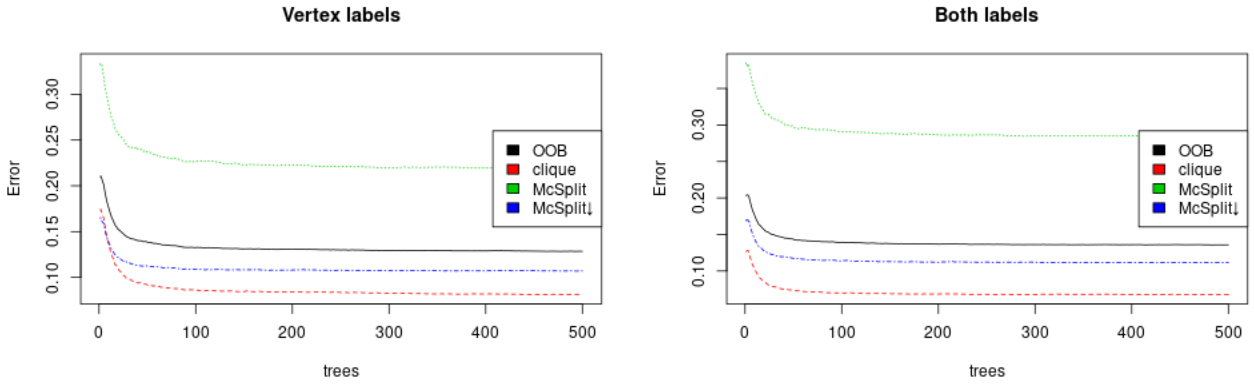 Vertex labels
Error
0.30
0.25
0.20
0.15
0.10
0
100
200
300
400
500
trees
OOB
clique
McSplit
McSplit↓
Both labels
Error
0.30
0.20
0.10
0
100
200
300
400
500
trees
OOB
clique
McSplit
McSplit↓